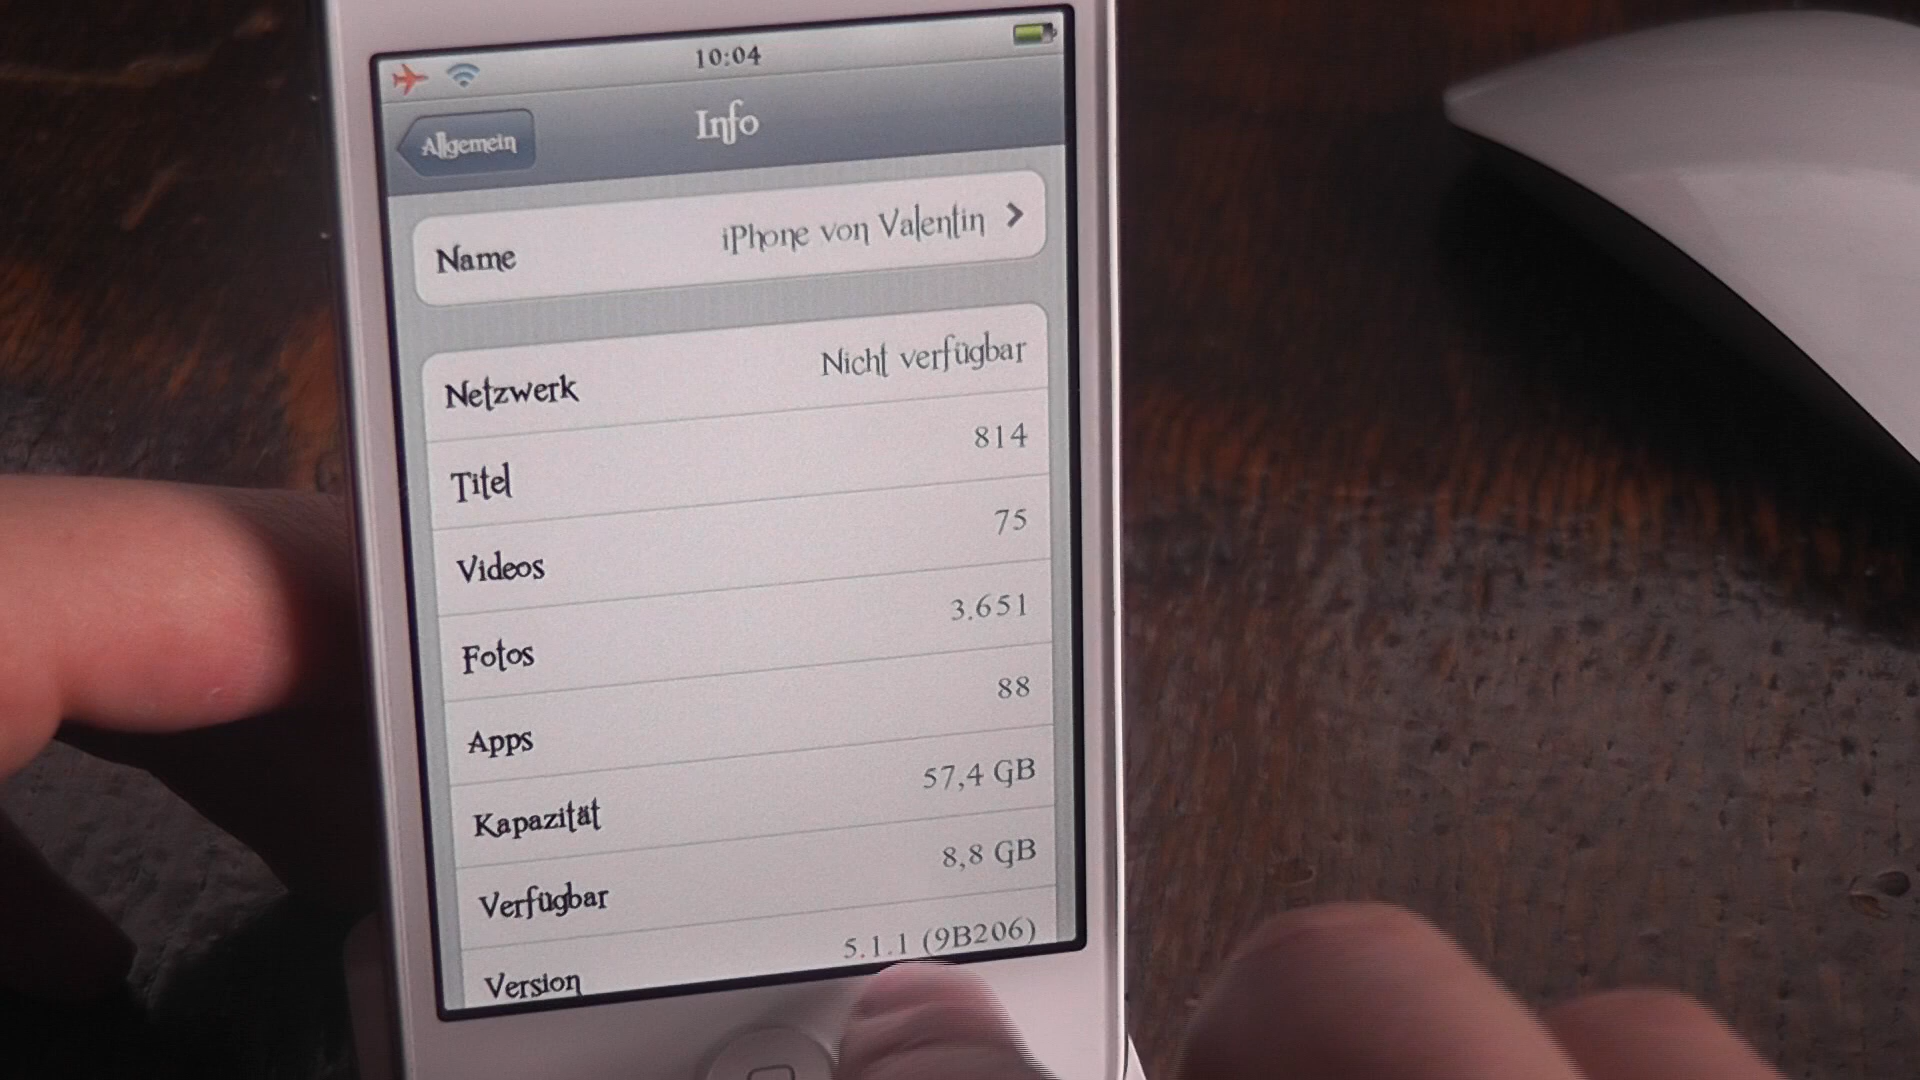 10:04
Allgemein
Info
Name iPhone von Valentin
Netzwerk Nicht verfügbar
Titel 814
Videos 75
Fotos 3.651
Apps 88
Kapazität 57,4 GB
Verfügbar 8,8 GB
Version 5.1.1 (9B206)